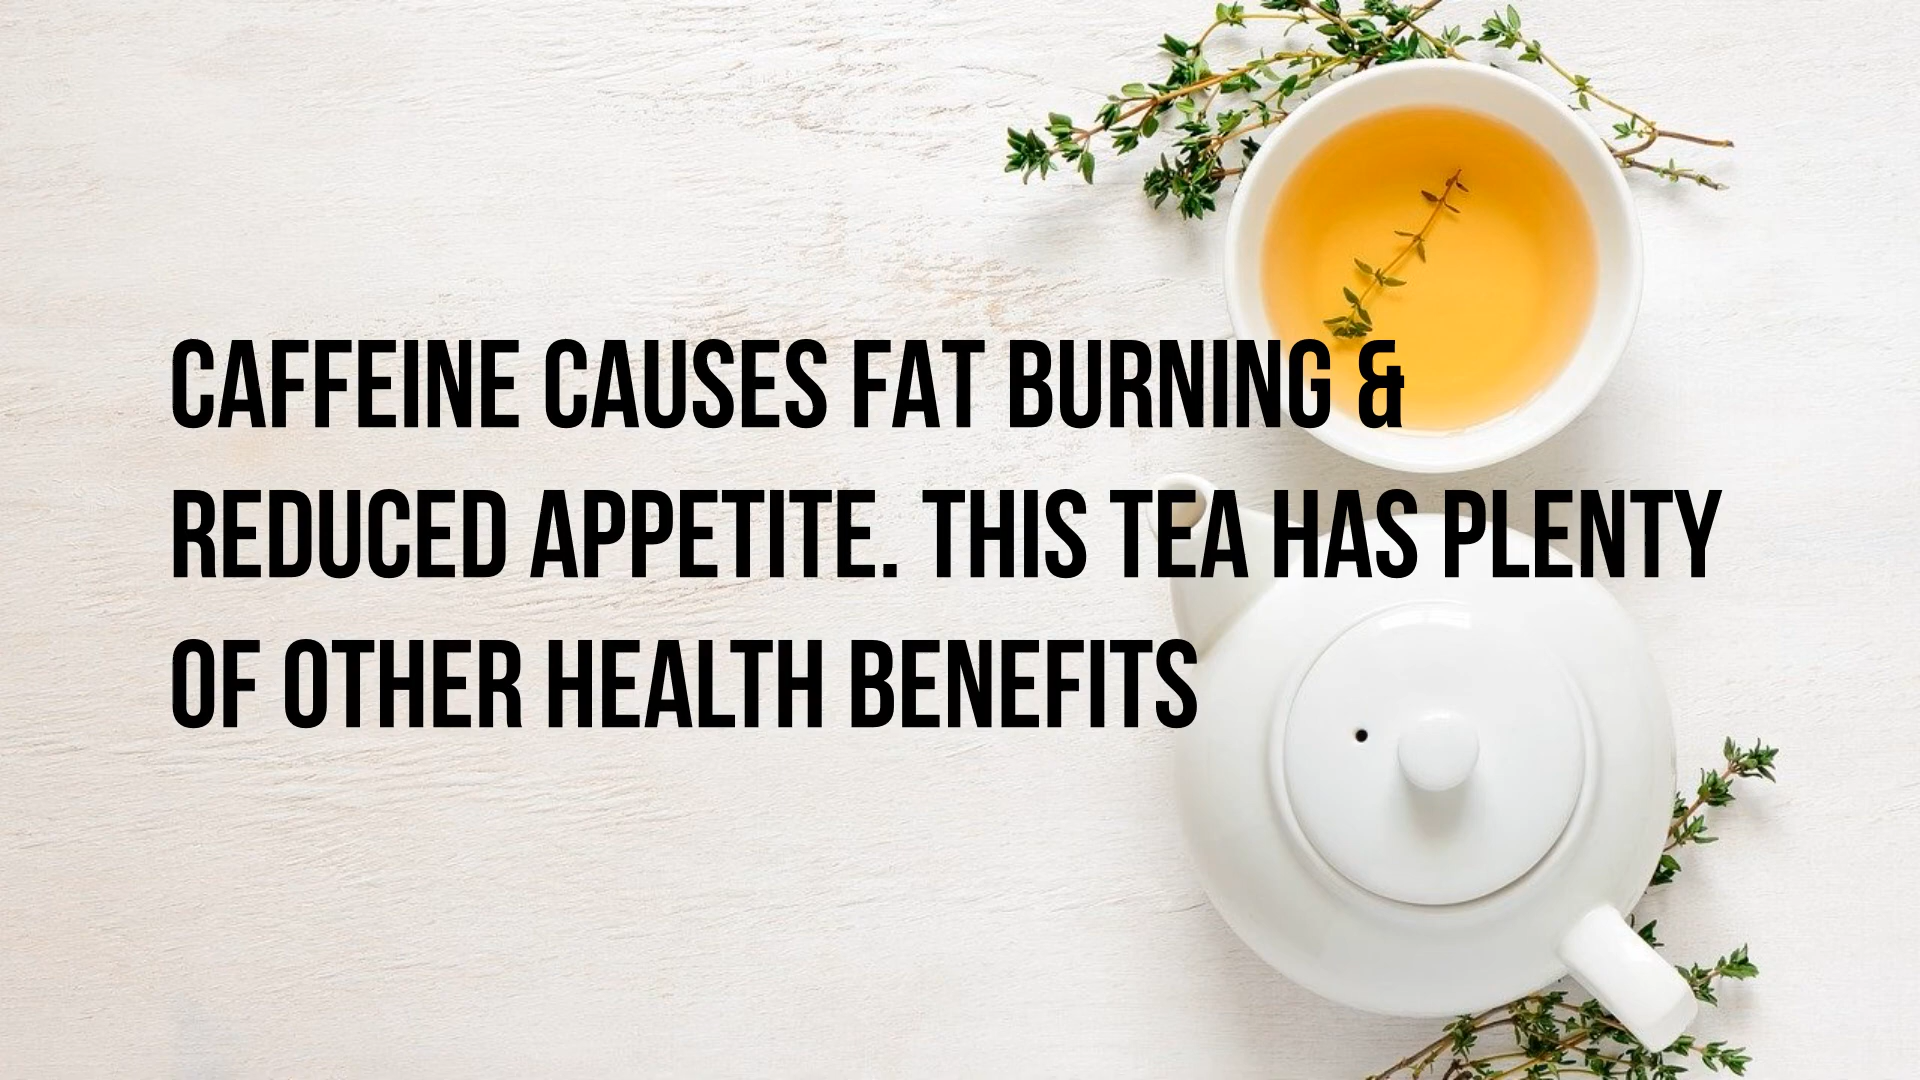 CAFFEINE CAUSES FAT BURNING &
REDUCED APPETITE. THIS TEA HAS PLENTY
OF OTHER HEALTH BENEFITS